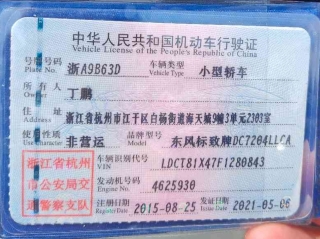 中华人民共和国机动车行驶证
Vehicle License of the People's Republic of China
号牌号码 浙A9B63D 车辆类型 小型轿车
Plate No. Vehicle Type
所有人 丁鹏
Owner
住址 浙江省杭州市江干区白杨街道海天城9幢3单元2303室
Address
使用性质 非营运 品牌型号 东风标致牌DC7204LLCA
Use Character Model
浙江省杭州 车辆识别代号 LDCT81X47F1280843
VIN
市公安局交 发动机号码 4625930
Engine No.
通警察支队 注册日期 2015-08-25 发证日期 2021-05-06
Register Date Issue Date